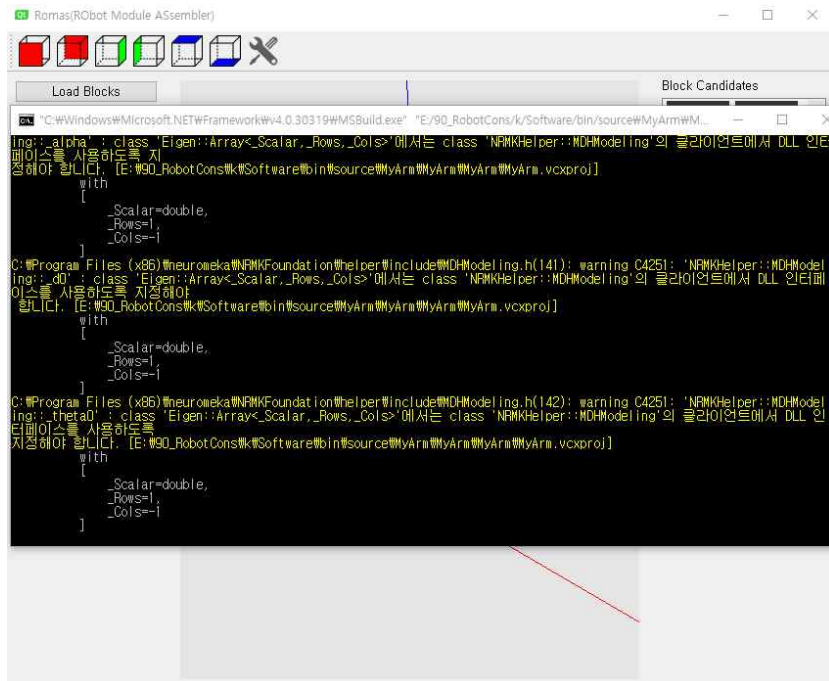 Romas(RObot Module ASsembler)
Load Blocks
Block Candidates
"C:₩Windows₩Microsoft.NET₩Framework₩v4.0.30319₩MSBuild.exe" "E:/90_RobotCons/k/Software/bin/source₩MyArm₩M...
ing::_alpha' : class 'Eigen::Array<_Scalar,_Rows,_Cols>'에서는 class 'NRMKHelper::MDHModeling'의 클라이언트에서 DLL 인터
페이스를 사용하도록 지
정해야 합니다. [E:₩90_RobotCons₩k₩Software₩bin₩source₩MyArm₩MyArm₩MyArm₩MyArm.vcxproj]
with
[
_Scalar=double,
_Rows=1,
_Cols=-1
]
C:₩Program Files (x86)₩neuromeka₩NRMKFoundation₩helper₩include₩MDHModeling.h(141): warning C4251: 'NRMKHelper::MDHModel
ing::_d0' : class 'Eigen::Array<_Scalar,_Rows,_Cols>'에서는 class 'NRMKHelper::MDHModeling'의 클라이언트에서 DLL 인터페
이스를 사용하도록 지정해야
합니다. [E:₩90_RobotCons₩k₩Software₩bin₩source₩MyArm₩MyArm₩MyArm₩MyArm.vcxproj]
with
[
_Scalar=double,
_Rows=1,
_Cols=-1
]
C:₩Program Files (x86)₩neuromeka₩NRMKFoundation₩helper₩include₩MDHModeling.h(142): warning C4251: 'NRMKHelper::MDHModel
ing::_theta0' : class 'Eigen::Array<_Scalar,_Rows,_Cols>'에서는 class 'NRMKHelper::MDHModeling'의 클라이언트에서 DLL 인
터페이스를 사용하도록
지정해야 합니다. [E:₩90_RobotCons₩k₩Software₩bin₩source₩MyArm₩MyArm₩MyArm₩MyArm.vcxproj]
with
[
_Scalar=double,
_Rows=1,
_Cols=-1
]